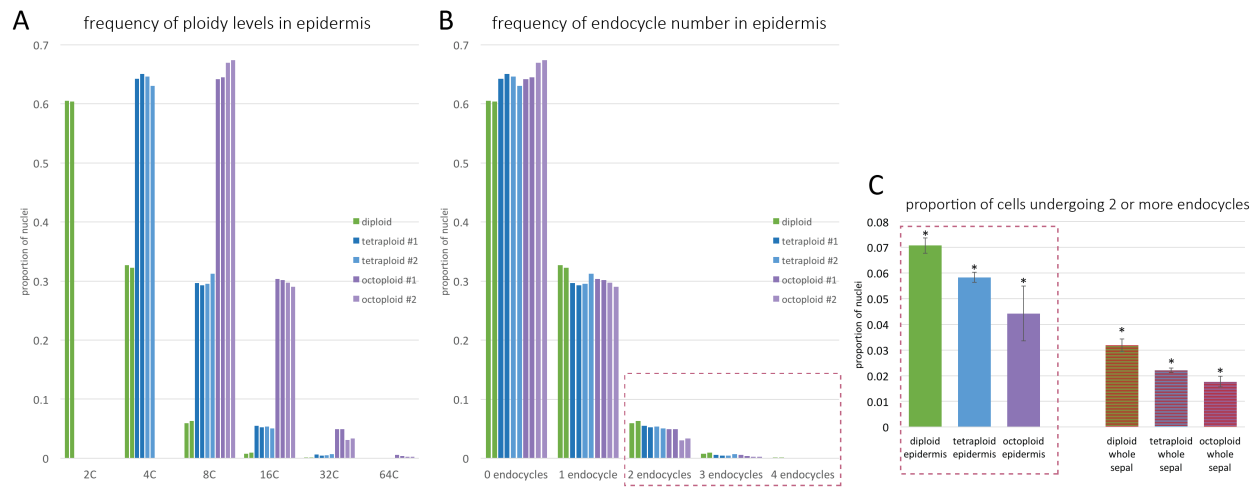 A
frequency of ploidy levels in epidermis
0.7
0.6
0.5
0.4
0.3
0.2
0.1
0
proportion of nuclei
2C 4C 8C 16C 32C 64C
diploid
tetraploid #1
tetraploid #2
octoploid #1
octoploid #2
B
frequency of endocycle number in epidermis
0.7
0.6
0.5
0.4
0.3
0.2
0.1
0
proportion of nuclei
0 endocycles 1 endocycle 2 endocycles 3 endocycles 4 endocycles
diploid
tetraploid #1
tetraploid #2
octoploid #1
octoploid #2
C
proportion of cells undergoing 2 or more endocycles
0.08
0.07
0.06
0.05
0.04
0.03
0.02
0.01
0
proportion of nuclei
* * * * * *
diploid epidermis
tetraploid epidermis
octoploid epidermis
diploid whole sepal
tetraploid whole sepal
octoploid whole sepal